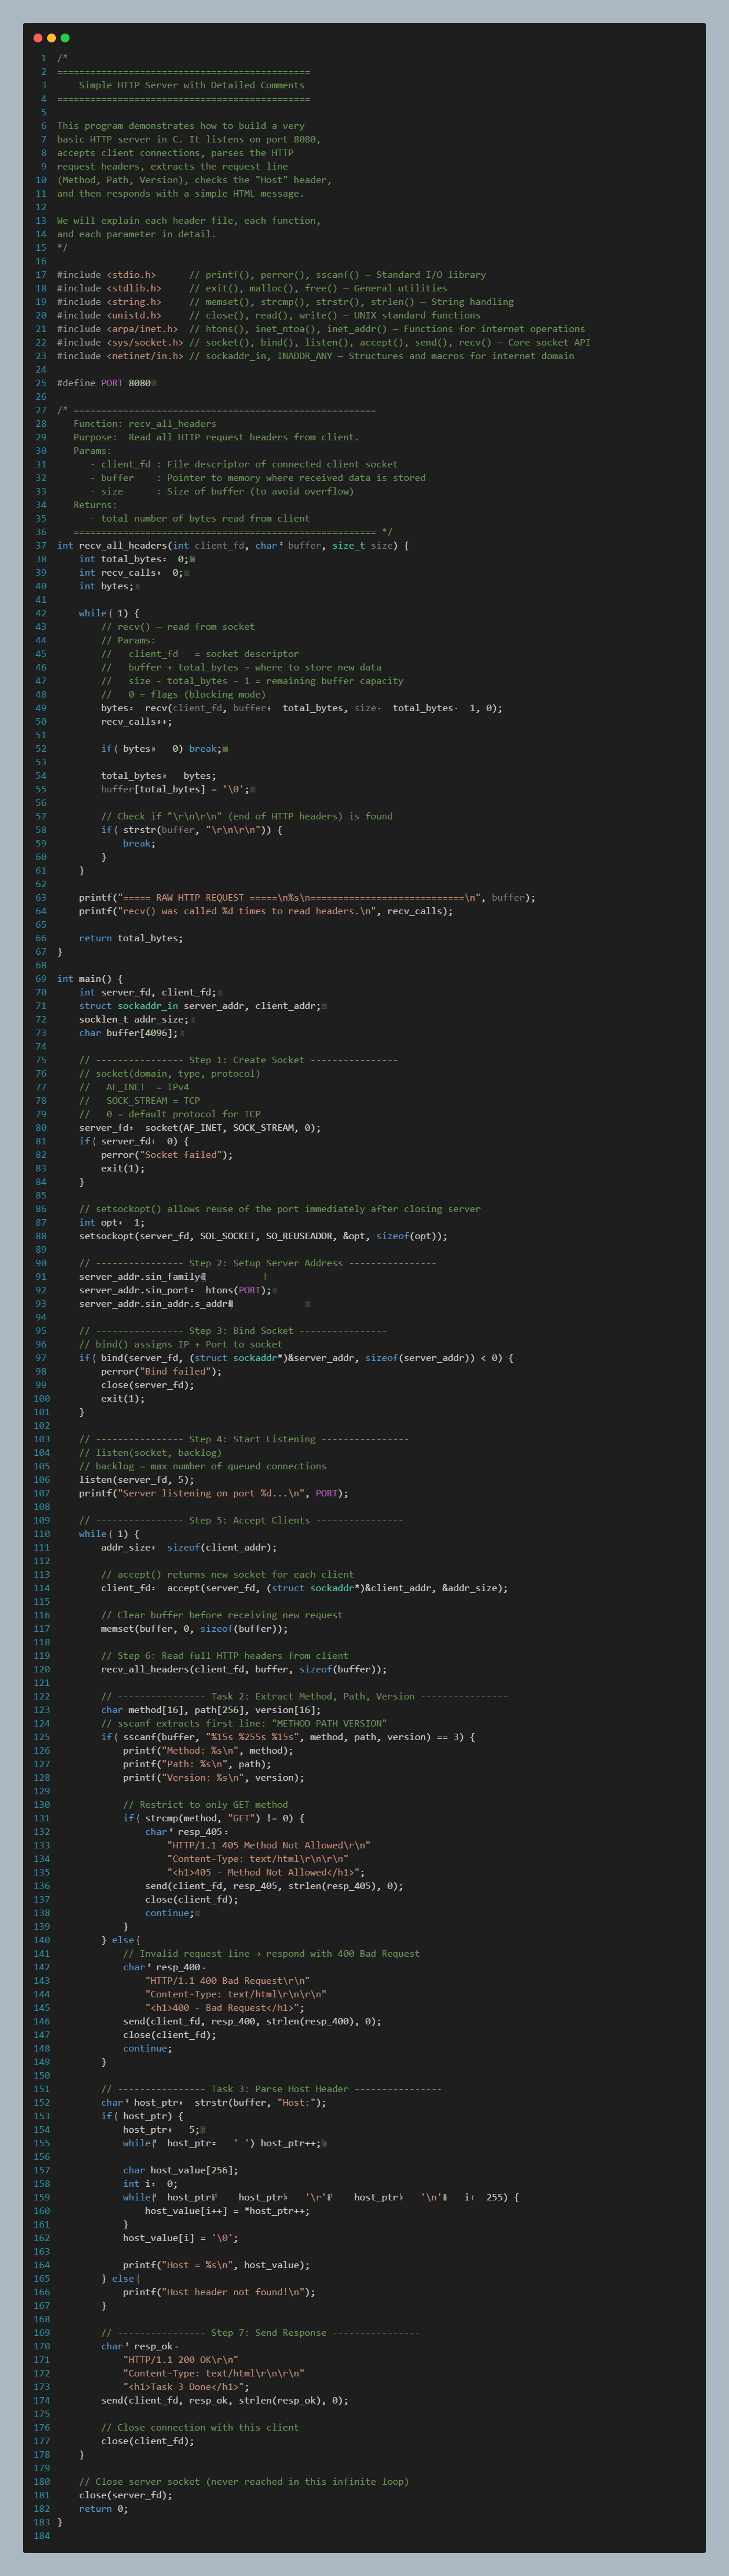 1 /*
2 ==============================================
3 Simple HTTP Server with Detailed Comments
4 ==============================================
5
6 This program demonstrates how to build a very
7 basic HTTP server in C. It listens on port 8080,
8 accepts client connections, parses the HTTP
9 request headers, extracts the request line
10 (Method, Path, Version), checks the "Host" header,
11 and then responds with a simple HTML message.
12
13 We will explain each header file, each function,
14 and each parameter in detail.
15 */
16
17 #include <stdio.h> // printf(), perror(), sscanf() – Standard I/O library
18 #include <stdlib.h> // exit(), malloc(), free() – General utilities
19 #include <string.h> // memset(), strcmp(), strstr(), strlen() – String handling
20 #include <unistd.h> // close(), read(), write() – UNIX standard functions
21 #include <arpa/inet.h> // htons(), inet_ntoa(), inet_addr() – Functions for internet operations
22 #include <sys/socket.h> // socket(), bind(), listen(), accept(), send(), recv() – Core socket API
23 #include <netinet/in.h> // sockaddr_in, INADDR_ANY – Structures and macros for internet domain
24
25 #define PORT 8080
26
27 /* =======================================================
28 Function: recv_all_headers
29 Purpose: Read all HTTP request headers from client.
30 Params:
31 - client_fd : File descriptor of connected client socket
32 - buffer : Pointer to memory where received data is stored
33 - size : Size of buffer (to avoid overflow)
34 Returns:
35 - total number of bytes read from client
36 ======================================================= */
37 int recv_all_headers(int client_fd, char* buffer, size_t size) {
38 int total_bytes= 0;
39 int recv_calls= 0;
40 int bytes;
41
42 while( 1) {
43 // recv() – read from socket
44 // Params:
45 // client_fd = socket descriptor
46 // buffer + total_bytes = where to store new data
47 // size - total_bytes - 1 = remaining buffer capacity
48 // 0 = flags (blocking mode)
49 bytes= recv(client_fd, buffer+ total_bytes, size- total_bytes- 1, 0);
50 recv_calls++;
51
52 if( bytes 0) break;
53
54 total_bytes bytes;
55 buffer[total_bytes] = '\0';
56
57 // Check if "\r\n\r\n" (end of HTTP headers) is found
58 if( strstr(buffer, "\r\n\r\n")) {
59 break;
60 }
61 }
62
63 printf("===== RAW HTTP REQUEST =====\n%s\n============================\n", buffer);
64 printf("recv() was called %d times to read headers.\n", recv_calls);
65
66 return total_bytes;
67 }
68
69 int main() {
70 int server_fd, client_fd;
71 struct sockaddr_in server_addr, client_addr;
72 socklen_t addr_size;
73 char buffer[4096];
74
75 // ---------------- Step 1: Create Socket ----------------
76 // socket(domain, type, protocol)
77 // AF_INET = IPv4
78 // SOCK_STREAM = TCP
79 // 0 = default protocol for TCP
80 server_fd= socket(AF_INET, SOCK_STREAM, 0);
81 if( server_fd< 0) {
82 perror("Socket failed");
83 exit(1);
84 }
85
86 // setsockopt() allows reuse of the port immediately after closing server
87 int opt= 1;
88 setsockopt(server_fd, SOL_SOCKET, SO_REUSEADDR, &opt, sizeof(opt));
89
90 // ---------------- Step 2: Setup Server Address ----------------
91 server_addr.sin_family
92 server_addr.sin_port= htons(PORT);
93 server_addr.sin_addr.s_addr
94
95 // ---------------- Step 3: Bind Socket ----------------
96 // bind() assigns IP + Port to socket
97 if( bind(server_fd, (struct sockaddr*)&server_addr, sizeof(server_addr)) < 0) {
98 perror("Bind failed");
99 close(server_fd);
100 exit(1);
101 }
102
103 // ---------------- Step 4: Start Listening ----------------
104 // listen(socket, backlog)
105 // backlog = max number of queued connections
106 listen(server_fd, 5);
107 printf("Server listening on port %d...\n", PORT);
108
109 // ---------------- Step 5: Accept Clients ----------------
110 while( 1) {
111 addr_size= sizeof(client_addr);
112
113 // accept() returns new socket for each client
114 client_fd= accept(server_fd, (struct sockaddr*)&client_addr, &addr_size);
115
116 // Clear buffer before receiving new request
117 memset(buffer, 0, sizeof(buffer));
118
119 // Step 6: Read full HTTP headers from client
120 recv_all_headers(client_fd, buffer, sizeof(buffer));
121
122 // ---------------- Task 2: Extract Method, Path, Version ----------------
123 char method[16], path[256], version[16];
124 // sscanf extracts first line: "METHOD PATH VERSION"
125 if( sscanf(buffer, "%15s %255s %15s", method, path, version) == 3) {
126 printf("Method: %s\n", method);
127 printf("Path: %s\n", path);
128 printf("Version: %s\n", version);
129
130 // Restrict to only GET method
131 if( strcmp(method, "GET") != 0) {
132 char* resp_405=
133 "HTTP/1.1 405 Method Not Allowed\r\n"
134 "Content-Type: text/html\r\n\r\n"
135 "<h1>405 - Method Not Allowed</h1>";
136 send(client_fd, resp_405, strlen(resp_405), 0);
137 close(client_fd);
138 continue;
139 }
140 } else{
141 // Invalid request line → respond with 400 Bad Request
142 char* resp_400=
143 "HTTP/1.1 400 Bad Request\r\n"
144 "Content-Type: text/html\r\n\r\n"
145 "<h1>400 - Bad Request</h1>";
146 send(client_fd, resp_400, strlen(resp_400), 0);
147 close(client_fd);
148 continue;
149 }
150
151 // ---------------- Task 3: Parse Host Header ----------------
152 char* host_ptr= strstr(buffer, "Host:");
153 if( host_ptr) {
154 host_ptr 5;
155 while( host_ptr ' ') host_ptr++;
156
157 char host_value[256];
158 int i= 0;
159 while( host_ptr host_ptr '\r' host_ptr '\n' i< 255) {
160 host_value[i++] = *host_ptr++;
161 }
162 host_value[i] = '\0';
163
164 printf("Host = %s\n", host_value);
165 } else{
166 printf("Host header not found!\n");
167 }
168
169 // ---------------- Step 7: Send Response ----------------
170 char* resp_ok=
171 "HTTP/1.1 200 OK\r\n"
172 "Content-Type: text/html\r\n\r\n"
173 "<h1>Task 3 Done</h1>";
174 send(client_fd, resp_ok, strlen(resp_ok), 0);
175
176 // Close connection with this client
177 close(client_fd);
178 }
179
180 // Close server socket (never reached in this infinite loop)
181 close(server_fd);
182 return 0;
183 }
184